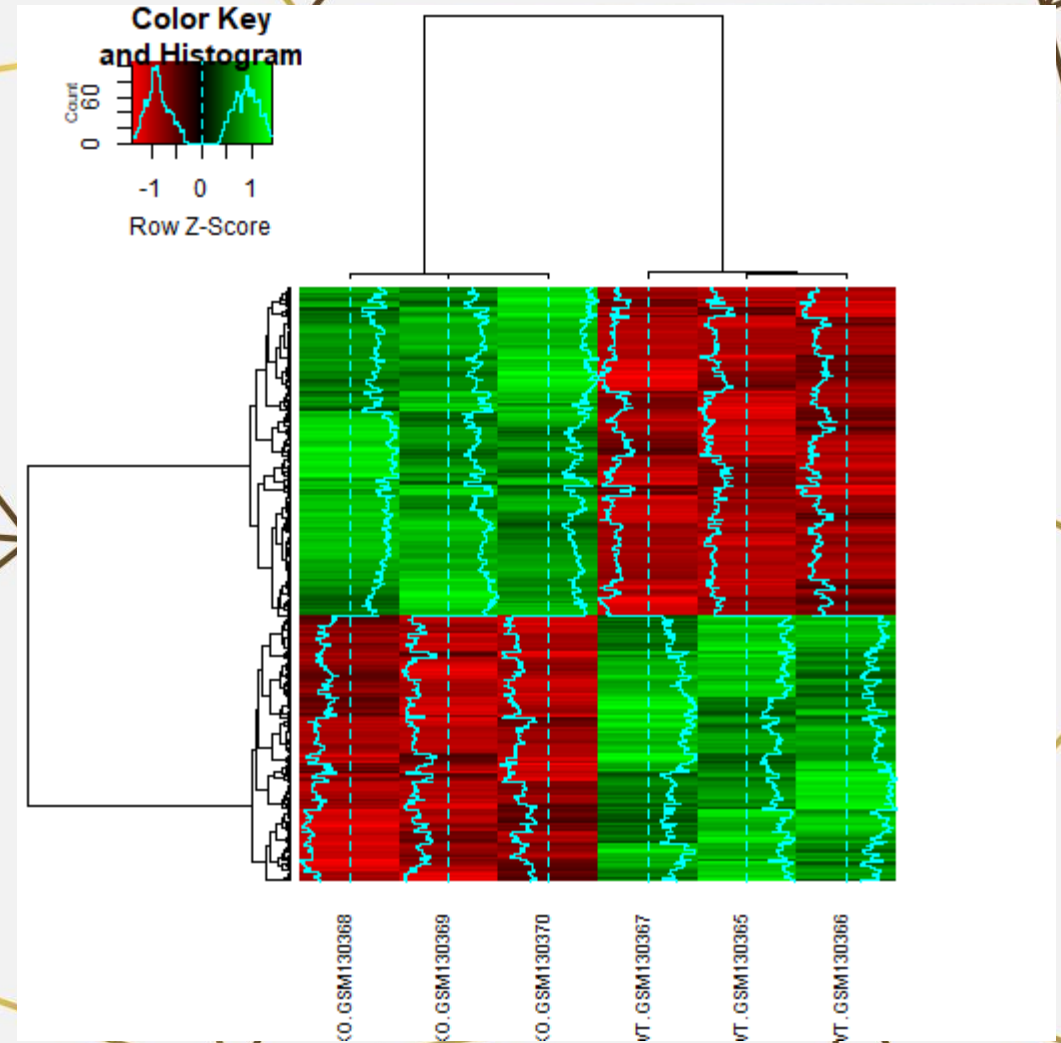 Color Key
and Histogram
Count
0 60
-1 0 1
Row Z-Score
KO.GSM130368
KO.GSM130369
KO.GSM130370
WT.GSM130367
WT.GSM130365
WT.GSM130366